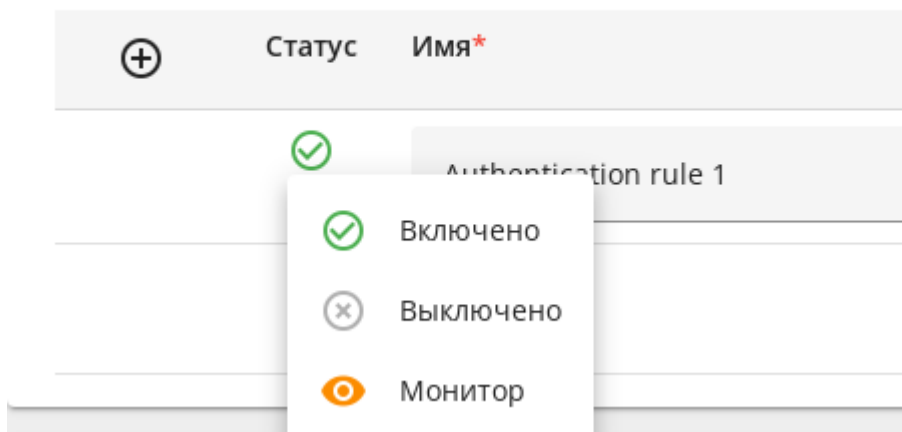 Статус Имя*
Authentication rule 1
Включено
Выключено
Монитор